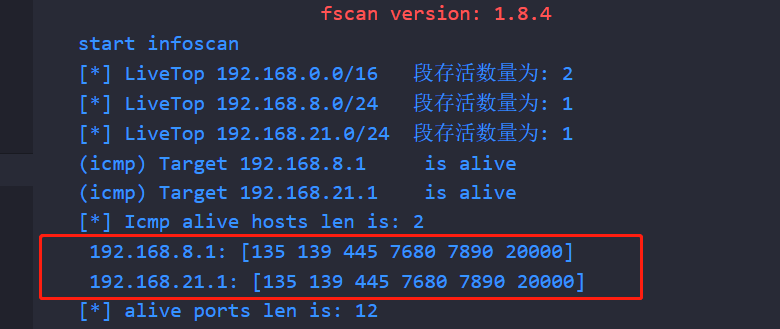 fscan version: 1.8.4
start infoscan
[*] LiveTop 192.168.0.0/16 段存活数量为: 2
[*] LiveTop 192.168.8.0/24 段存活数量为: 1
[*] LiveTop 192.168.21.0/24 段存活数量为: 1
(icmp) Target 192.168.8.1 is alive
(icmp) Target 192.168.21.1 is alive
[*] Icmp alive hosts len is: 2
192.168.8.1: [135 139 445 7680 7890 20000]
192.168.21.1: [135 139 445 7680 7890 20000]
[*] alive ports len is: 12